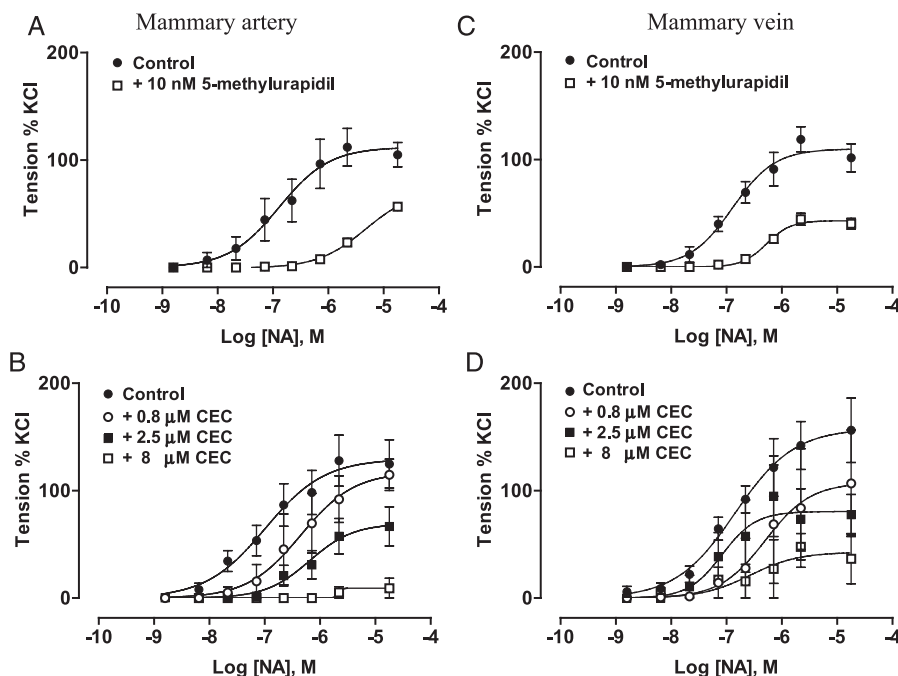 A
Mammary artery
200
Control
+ 10 nM 5-methylurapidil
Tension % KCl
100
0
-10 -9 -8 -7 -6 -5 -4
Log [NA], M
C
Mammary vein
200
Control
+ 10 nM 5-methylurapidil
Tension % KCl
100
0
-10 -9 -8 -7 -6 -5 -4
Log [NA], M
B
200
Control
+ 0.8 µM CEC
+ 2.5 µM CEC
+ 8 µM CEC
Tension % KCl
100
0
-10 -9 -8 -7 -6 -5 -4
Log [NA], M
D
200
Control
+ 0.8 µM CEC
+ 2.5 µM CEC
+ 8 µM CEC
Tension % KCl
100
0
-10 -9 -8 -7 -6 -5 -4
Log [NA], M